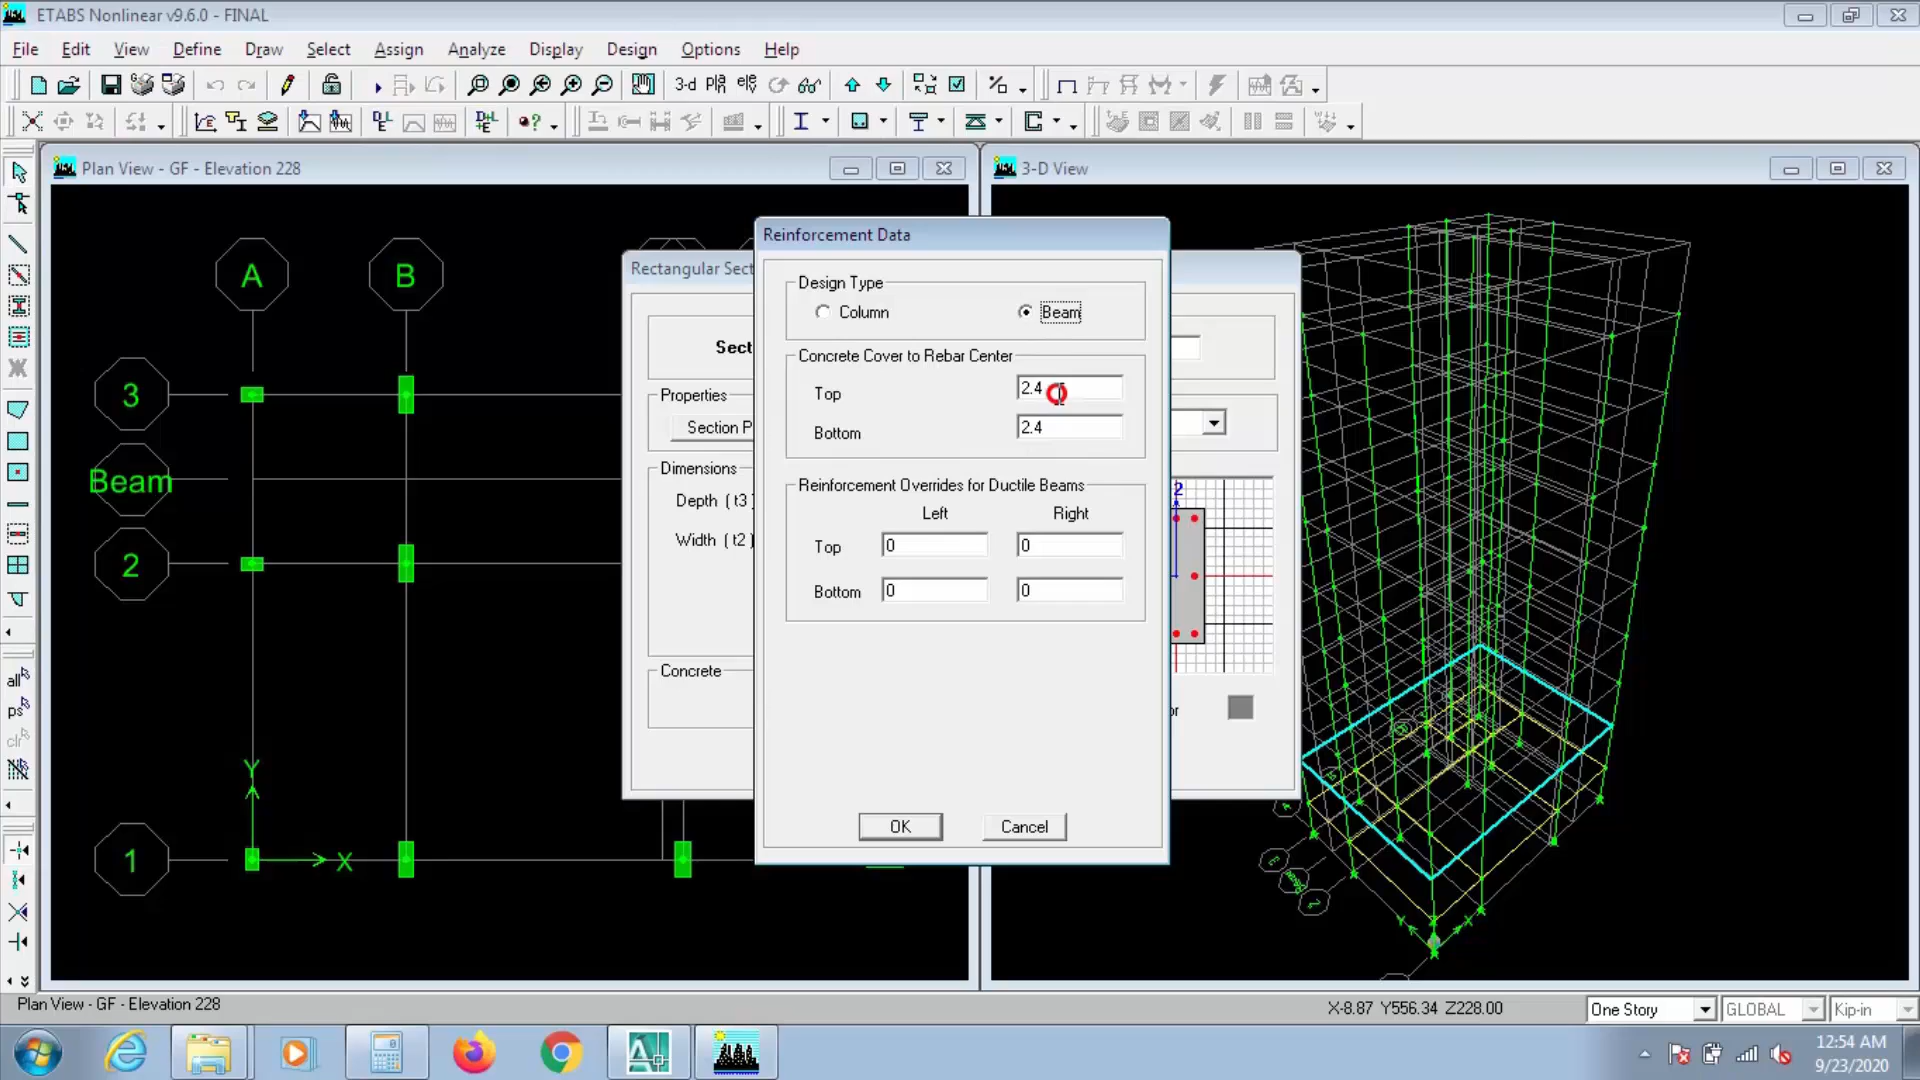 ETABS Nonlinear v9.6.0 - FINAL
File Edit View Define Draw Select Assign Analyze Display Design Options Help
3-d
Plan View - GF - Elevation 228
3-D View
A B
3
Beam
2
1
Y
X
Rectangular Sect
Sect
Properties
Section P
Dimensions
Depth ( t3 )
Width ( t2 )
Concrete
2
or
Reinforcement Data
Design Type
Column Beam
Concrete Cover to Rebar Center
Top 2.4
Bottom 2.4
Reinforcement Overrides for Ductile Beams
Left Right
Top 0 0
Bottom 0 0
OK Cancel
all
ps
clr
Plan View - GF - Elevation 228
X-8.87 Y556.34 Z228.00
One Story GLOBAL Kip-in
12:54 AM
9/23/2020